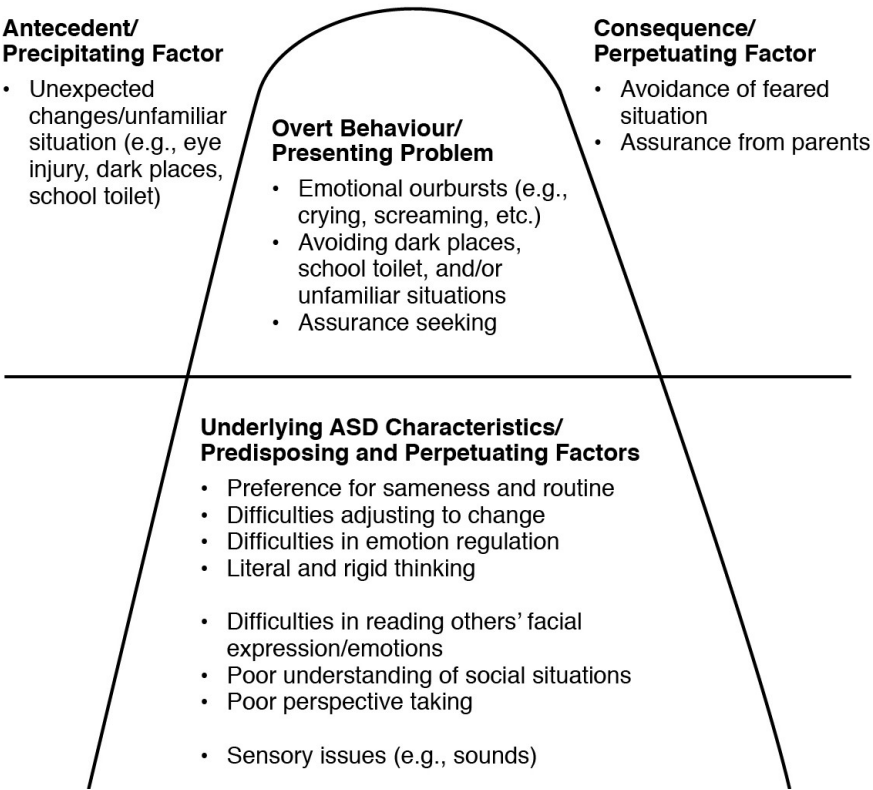 Antecedent/
Precipitating Factor
• Unexpected
changes/unfamiliar
situation (e.g., eye
injury, dark places,
school toilet)
Overt Behaviour/
Presenting Problem
• Emotional ourbursts (e.g.,
crying, screaming, etc.)
• Avoiding dark places,
school toilet, and/or
unfamiliar situations
• Assurance seeking
Consequence/
Perpetuating Factor
• Avoidance of feared
situation
• Assurance from parents
Underlying ASD Characteristics/
Predisposing and Perpetuating Factors
• Preference for sameness and routine
• Difficulties adjusting to change
• Difficulties in emotion regulation
• Literal and rigid thinking
• Difficulties in reading others’ facial
expression/emotions
• Poor understanding of social situations
• Poor perspective taking
• Sensory issues (e.g., sounds)